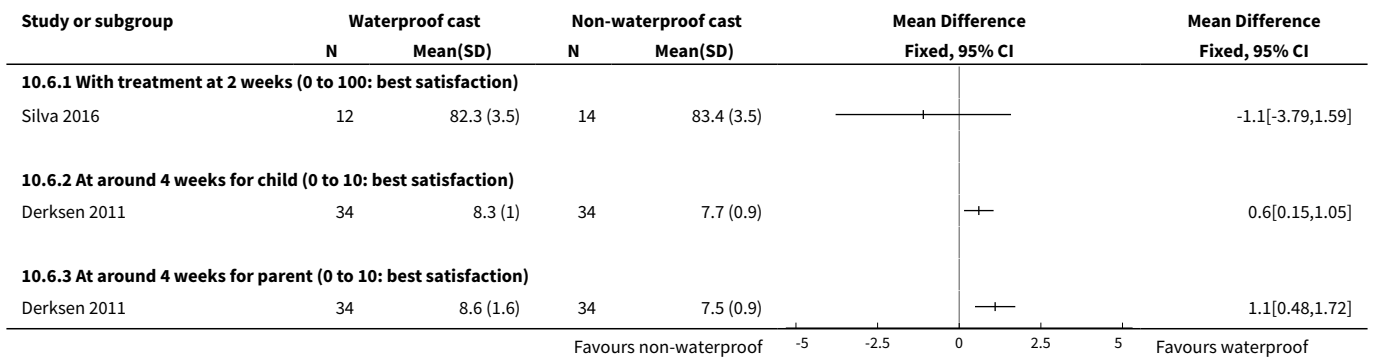 Study or subgroup Waterproof cast Non-waterproof cast Mean Difference Mean Difference
N Mean(SD) N Mean(SD) Fixed, 95% CI Fixed, 95% CI
10.6.1 With treatment at 2 weeks (0 to 100: best satisfaction)
Silva 2016 12 82.3 (3.5) 14 83.4 (3.5) -1.1[-3.79,1.59]
10.6.2 At around 4 weeks for child (0 to 10: best satisfaction)
Derksen 2011 34 8.3 (1) 34 7.7 (0.9) 0.6[0.15,1.05]
10.6.3 At around 4 weeks for parent (0 to 10: best satisfaction)
Derksen 2011 34 8.6 (1.6) 34 7.5 (0.9) 1.1[0.48,1.72]
Favours non-waterproof -5 -2.5 0 2.5 5 Favours waterproof